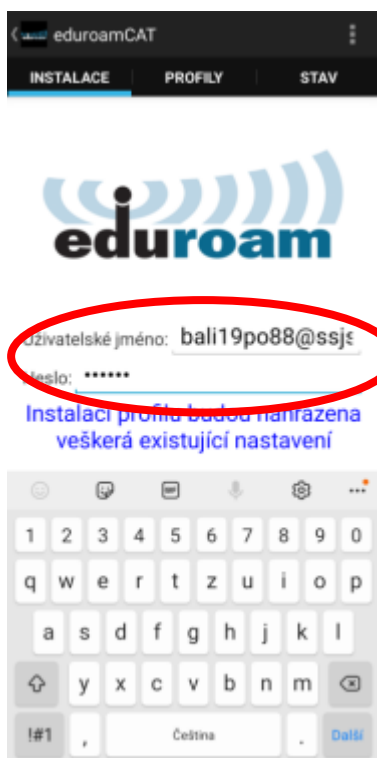 eduroamCAT
INSTALACE PROFILY STAV
eduroam
Uživatelské jméno: bali19po88@ssjs
Heslo: ••••••
Instalací profilu budou nahrazena
veškerá existující nastavení
1 2 3 4 5 6 7 8 9 0
q w e r t z u i o p
a s d f g h j k l
y x c v b n m
!#1 , Čeština . Další